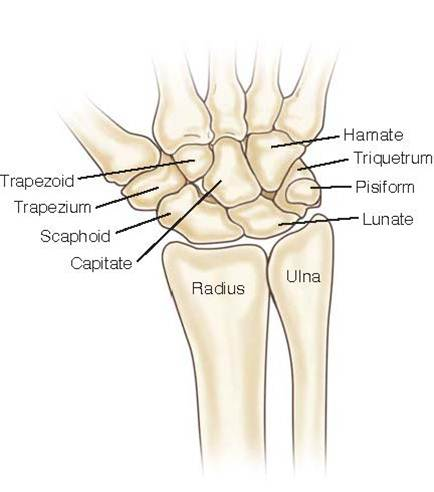 Hamate
Triquetrum
Trapezoid
Pisiform
Trapezium
Lunate
Scaphoid
Capitate
Radius
Ulna